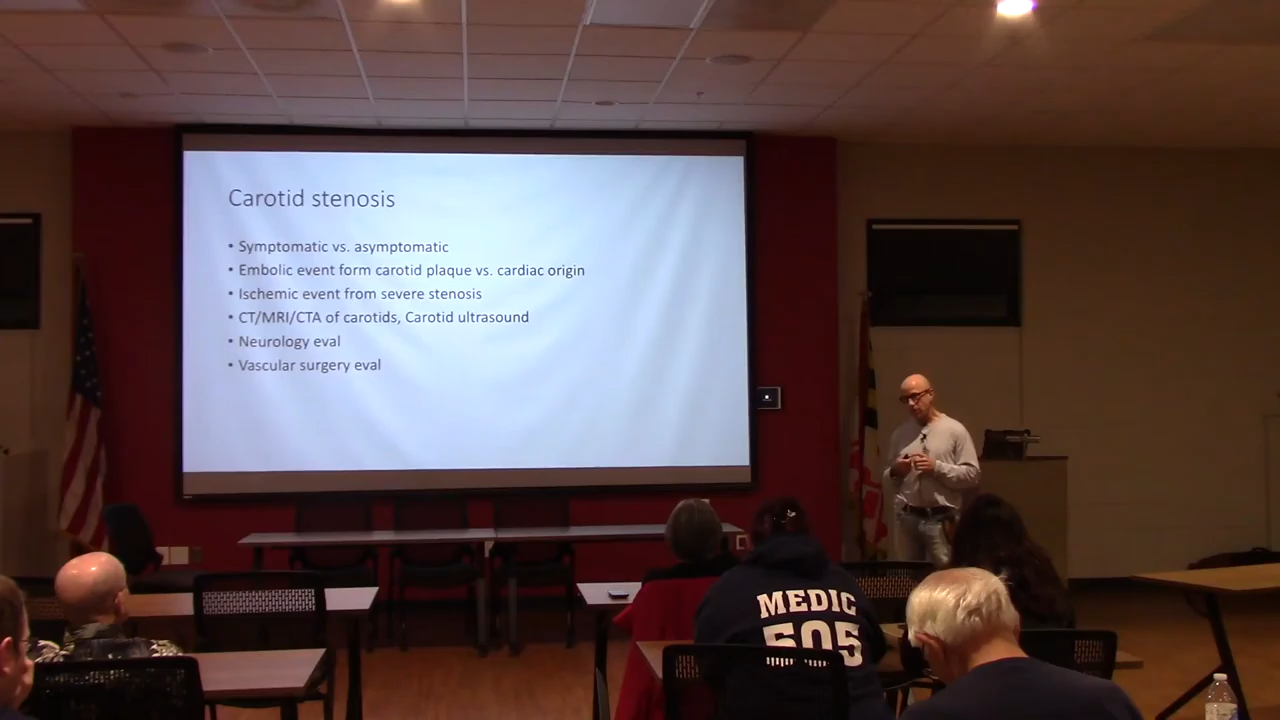 Carotid stenosis
• Symptomatic vs. asymptomatic
• Embolic event form carotid plaque vs. cardiac origin
• Ischemic event from severe stenosis
• CT/MRI/CTA of carotids, Carotid ultrasound
• Neurology eval
• Vascular surgery eval
MEDIC
505